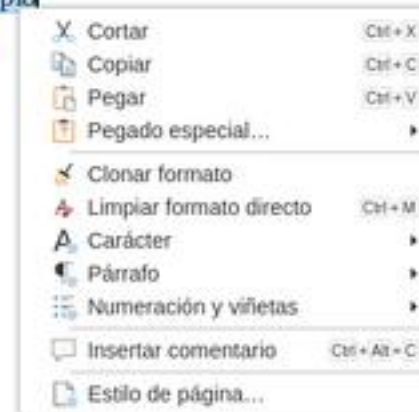 Cortar Ctrl + X
Copiar Ctrl + C
Pegar Ctrl + V
Pegado especial...
Clonar formato
Limpiar formato directo Ctrl + M
Carácter
Párrafo
Numeración y viñetas
Insertar comentario Ctrl + Alt + C
Estilo de página...